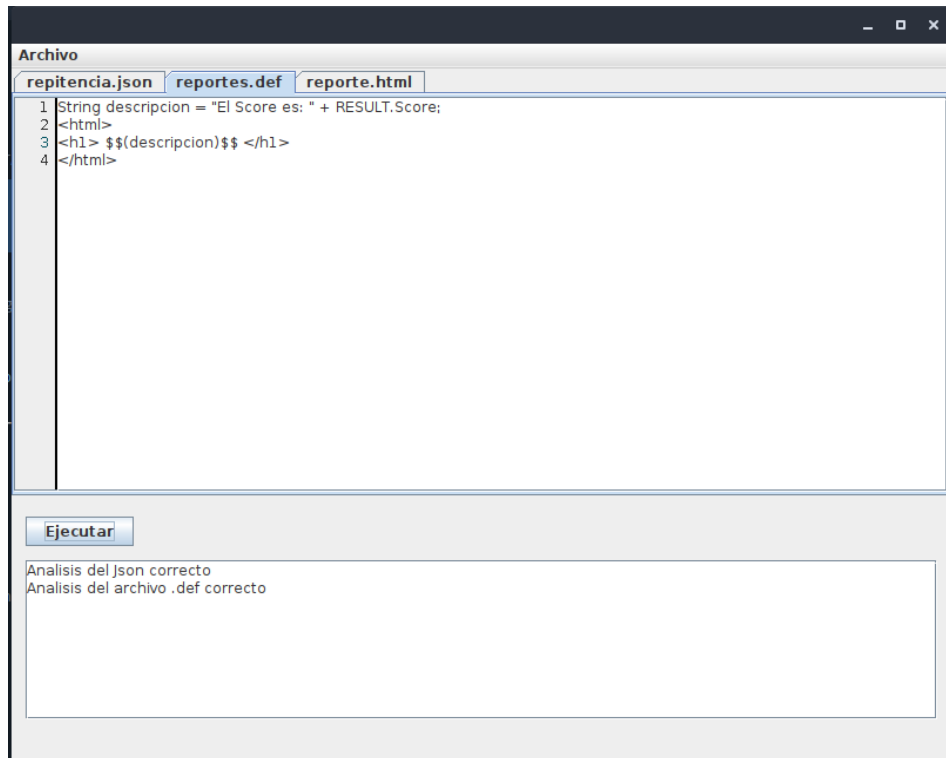 Archivo
repitencia.json reportes.def reporte.html
1 String descripcion = "El Score es: " + RESULT.Score;
2 <html>
3 <h1> $$(descripcion)$$ </h1>
4 </html>
Ejecutar
Analisis del Json correcto
Analisis del archivo .def correcto